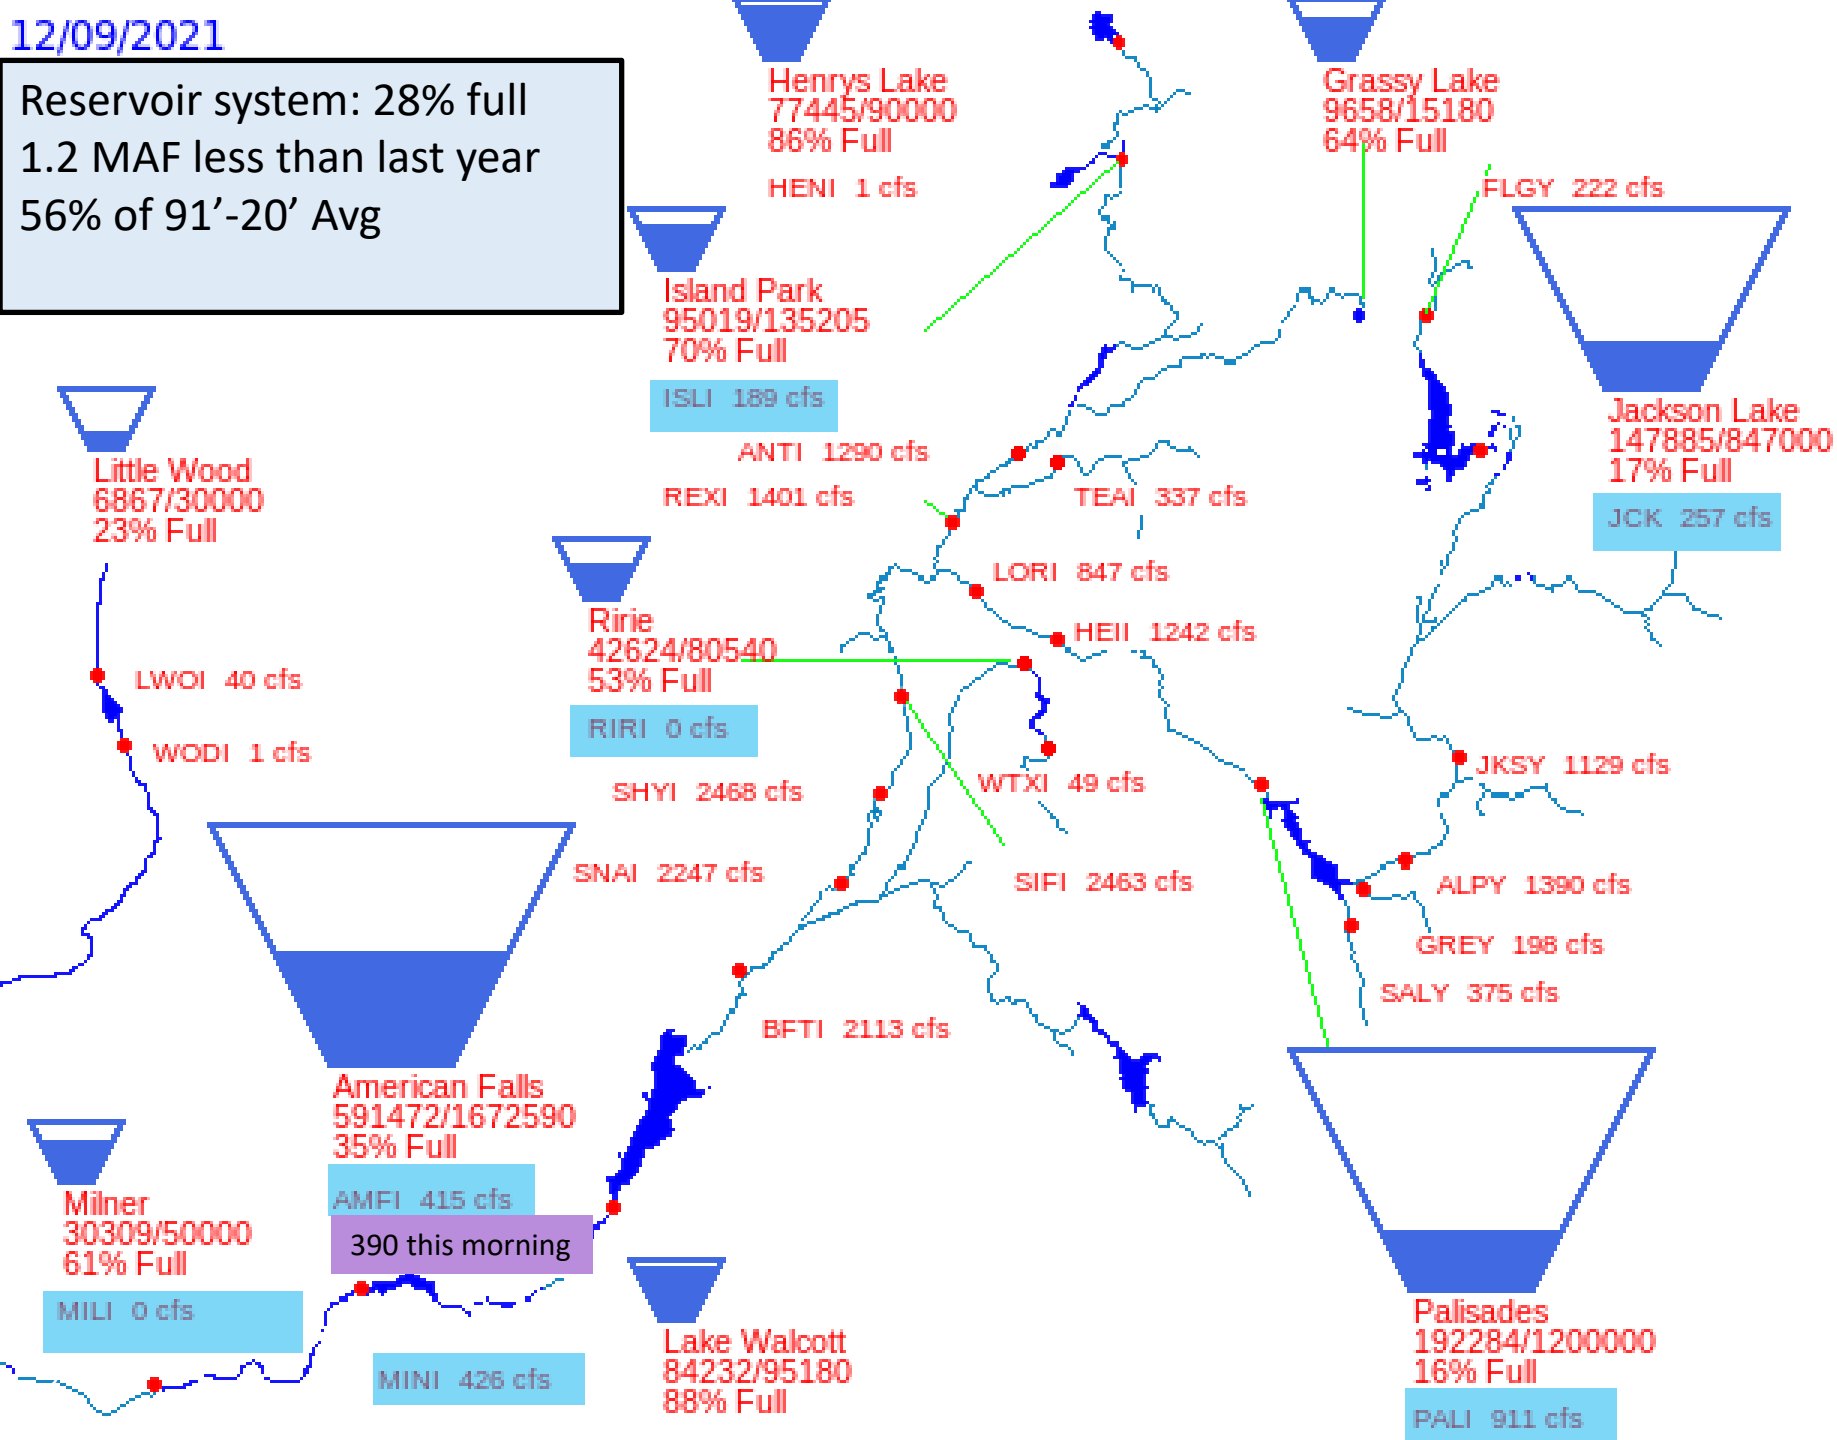 12/09/2021
Reservoir system: 28% full
1.2 MAF less than last year
56% of 91’-20’ Avg
Henrys Lake
77445/90000
86% Full
HENI 1 cfs
Grassy Lake
9658/15180
64% Full
FLGY 222 cfs
Island Park
95019/135205
70% Full
ISLI 189 cfs
Jackson Lake
147885/847000
17% Full
JCK 257 cfs
Little Wood
6867/30000
23% Full
ANTI 1290 cfs
REXI 1401 cfs
TEAI 337 cfs
LORI 847 cfs
HEII 1242 cfs
Ririe
42624/80540
53% Full
RIRI 0 cfs
LWOI 40 cfs
WODI 1 cfs
SHYI 2468 cfs
WTXI 49 cfs
JKSY 1129 cfs
SNAI 2247 cfs
SIFI 2463 cfs
ALPY 1390 cfs
GREY 198 cfs
SALY 375 cfs
BFTI 2113 cfs
American Falls
591472/1672590
35% Full
AMFI 415 cfs
390 this morning
Milner
30309/50000
61% Full
MILI 0 cfs
MINI 426 cfs
Lake Walcott
84232/95180
88% Full
Palisades
192284/1200000
16% Full
PALI 911 cfs